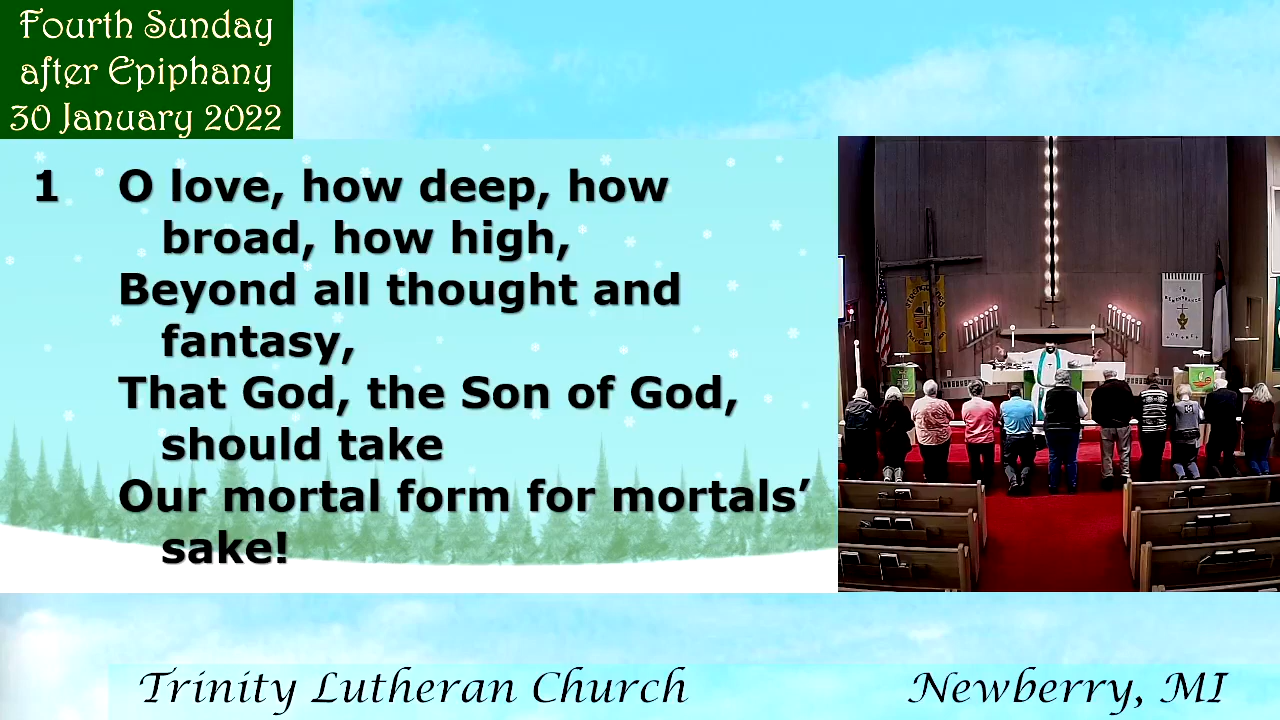 Fourth Sunday
after Epiphany
30 January 2022
1 O love, how deep, how
broad, how high,
Beyond all thought and
fantasy,
That God, the Son of God,
should take
Our mortal form for mortals’
sake!
Trinity Lutheran Church
Newberry, MI